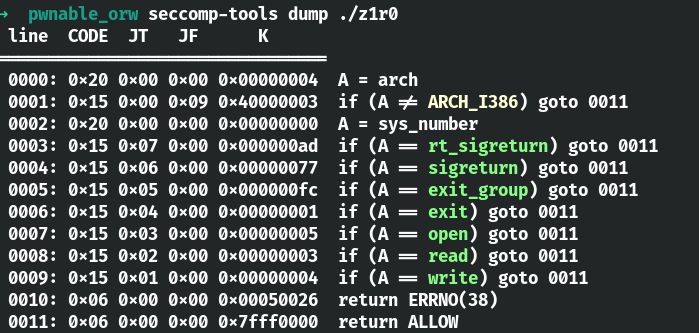 → pwnable_orw seccomp-tools dump ./z1r0
line CODE JT JF K
=================================
0000: 0x20 0x00 0x00 0x00000004 A = arch
0001: 0x15 0x00 0x09 0x40000003 if (A != ARCH_I386) goto 0011
0002: 0x20 0x00 0x00 0x00000000 A = sys_number
0003: 0x15 0x07 0x00 0x000000ad if (A == rt_sigreturn) goto 0011
0004: 0x15 0x06 0x00 0x00000077 if (A == sigreturn) goto 0011
0005: 0x15 0x05 0x00 0x000000fc if (A == exit_group) goto 0011
0006: 0x15 0x04 0x00 0x00000001 if (A == exit) goto 0011
0007: 0x15 0x03 0x00 0x00000005 if (A == open) goto 0011
0008: 0x15 0x02 0x00 0x00000003 if (A == read) goto 0011
0009: 0x15 0x01 0x00 0x00000004 if (A == write) goto 0011
0010: 0x06 0x00 0x00 0x00050026 return ERRNO(38)
0011: 0x06 0x00 0x00 0x7fff0000 return ALLOW